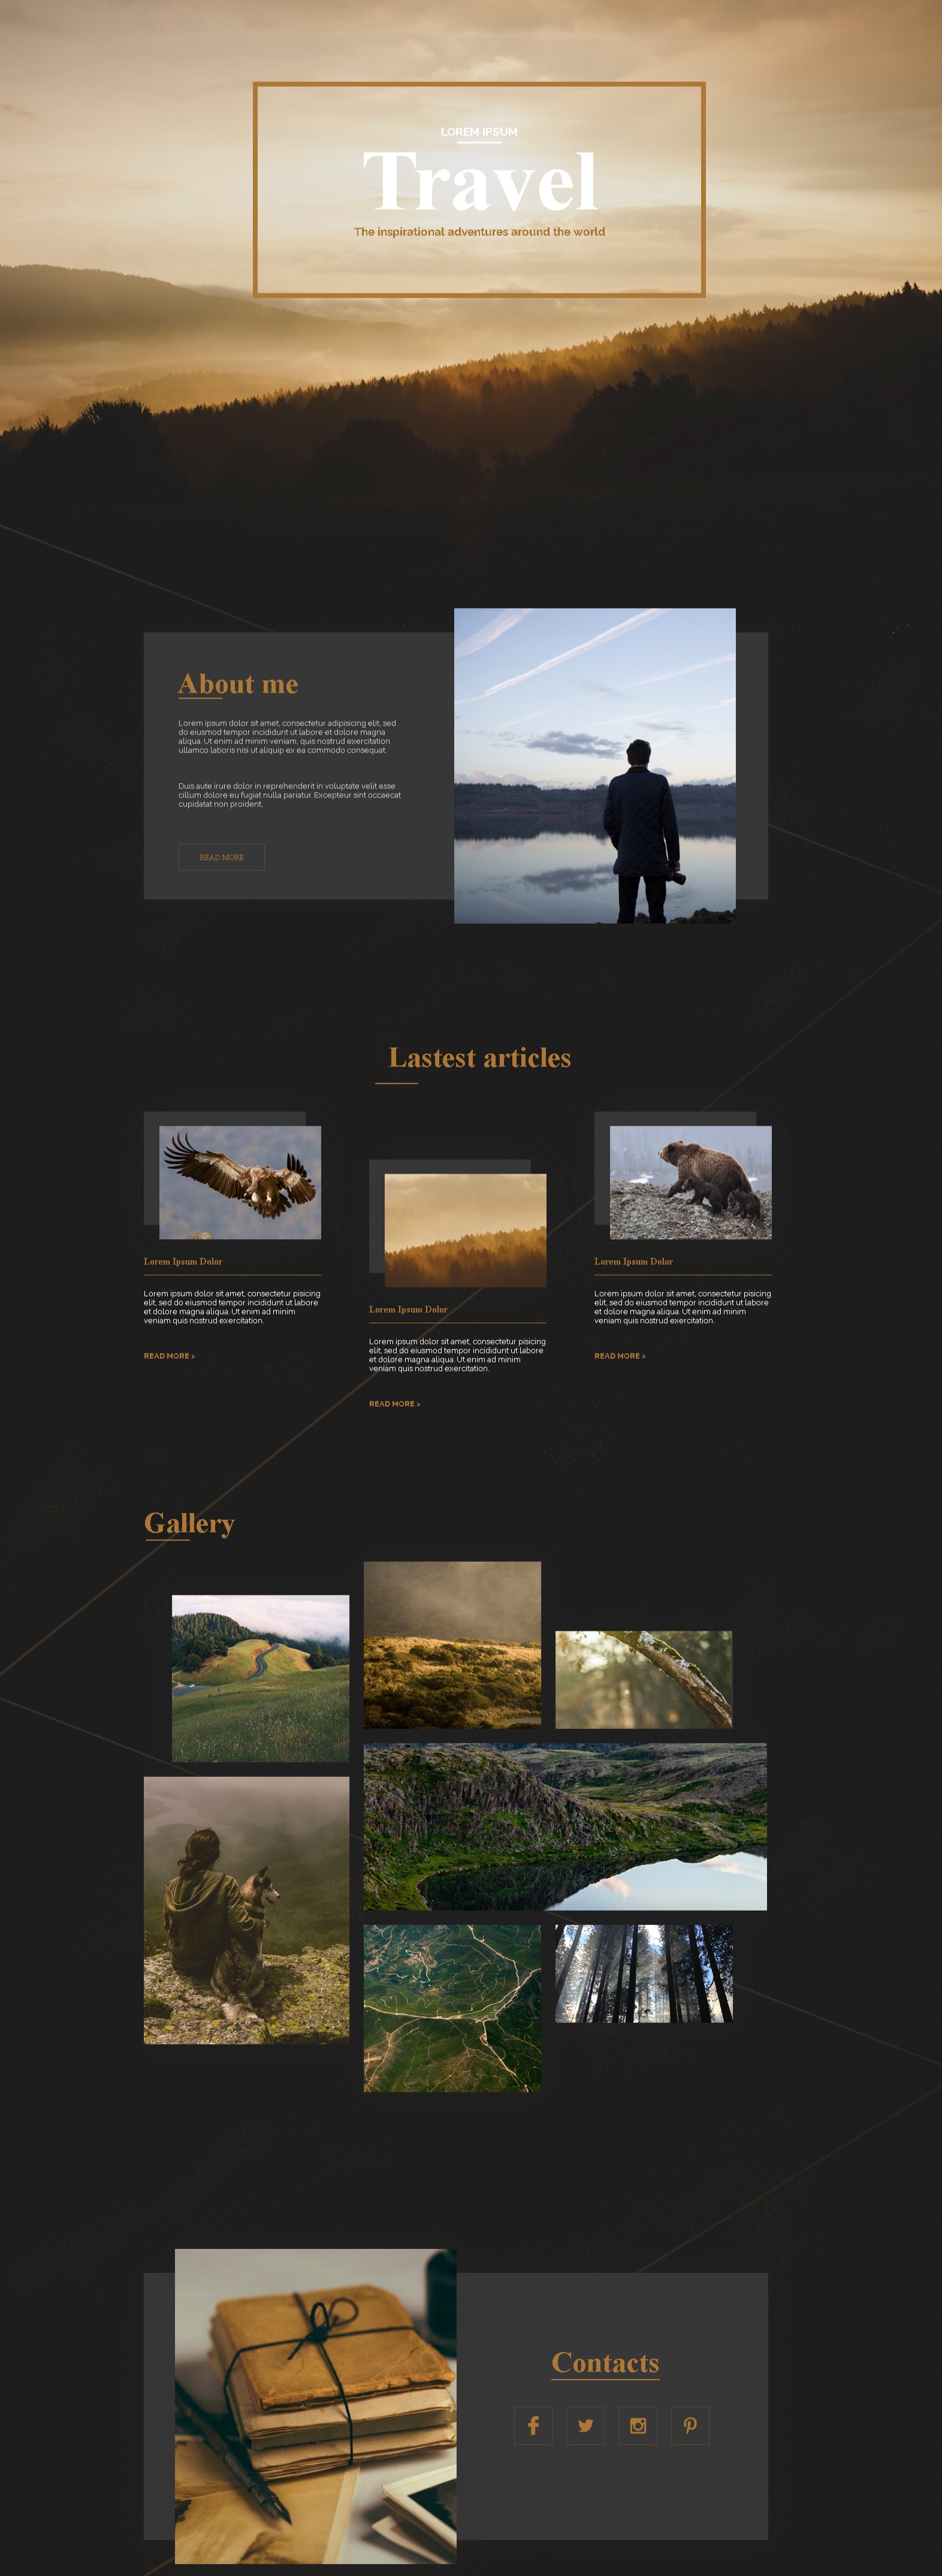 LOREM IPSUM
Travel
The inspirational adventures around the world
About me
Lorem ipsum dolor sit amet, consectetur adipisicing elit, sed
do eiusmod tempor incididunt ut labore et dolore magna
aliqua. Ut enim ad minim veniam, quis nostrud exercitation
ullamco laboris nisi ut aliquip ex ea commodo consequat.
Duis aute irure dolor in reprehenderit in voluptate velit esse
cillum dolore eu fugiat nulla pariatur. Excepteur sint occaecat
cupidatat non proident,
READ MORE
Lastest articles
Lorem Ipsum Dolor
Lorem ipsum dolor sit amet, consectetur pisicing
elit, sed do eiusmod tempor incididunt ut labore
et dolore magna aliqua. Ut enim ad minim
veniam quis nostrud exercitation.
READ MORE >
Lorem Ipsum Dolor
Lorem ipsum dolor sit amet, consectetur pisicing
elit, sed do eiusmod tempor incididunt ut labore
et dolore magna aliqua. Ut enim ad minim
veniam quis nostrud exercitation.
READ MORE >
Lorem Ipsum Dolor
Lorem ipsum dolor sit amet, consectetur pisicing
elit, sed do eiusmod tempor incididunt ut labore
et dolore magna aliqua. Ut enim ad minim
veniam quis nostrud exercitation.
READ MORE >
Gallery
Contacts